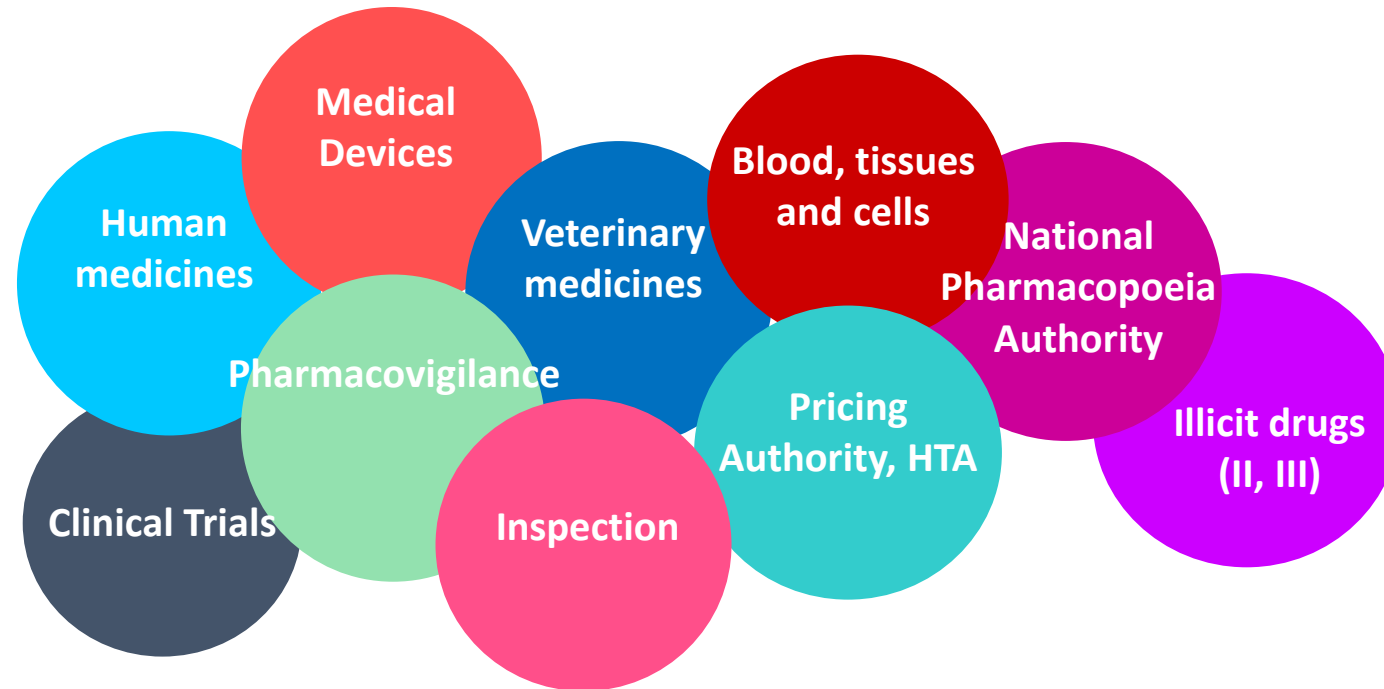 Medical
Devices
Human
medicines
Veterinary
medicines
Blood, tissues
and cells
National
Pharmacopoeia
Authority
Pharmacovigilance
Pricing
Authority, HTA
Illicit drugs
(II, III)
Clinical Trials
Inspection